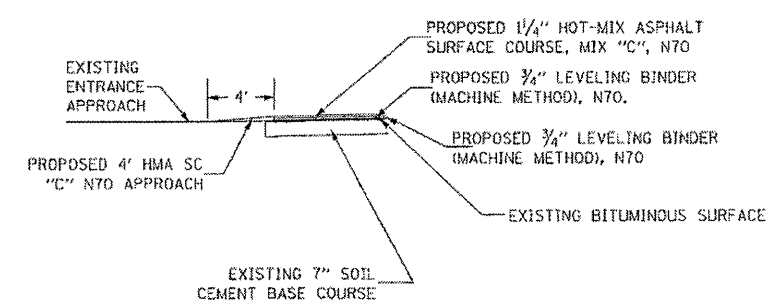 PROPOSED 1 1/4" HOT-MIX ASPHALT
SURFACE COURSE, MIX "C", N70
EXISTING
ENTRANCE
APPROACH
4'
PROPOSED 3/4" LEVELING BINDER
(MACHINE METHOD), N70.
PROPOSED 3/4" LEVELING BINDER
(MACHINE METHOD), N70
PROPOSED 4' HMA SC
"C" N70 APPROACH
EXISTING BITUMINOUS SURFACE
EXISTING 7" SOIL
CEMENT BASE COURSE